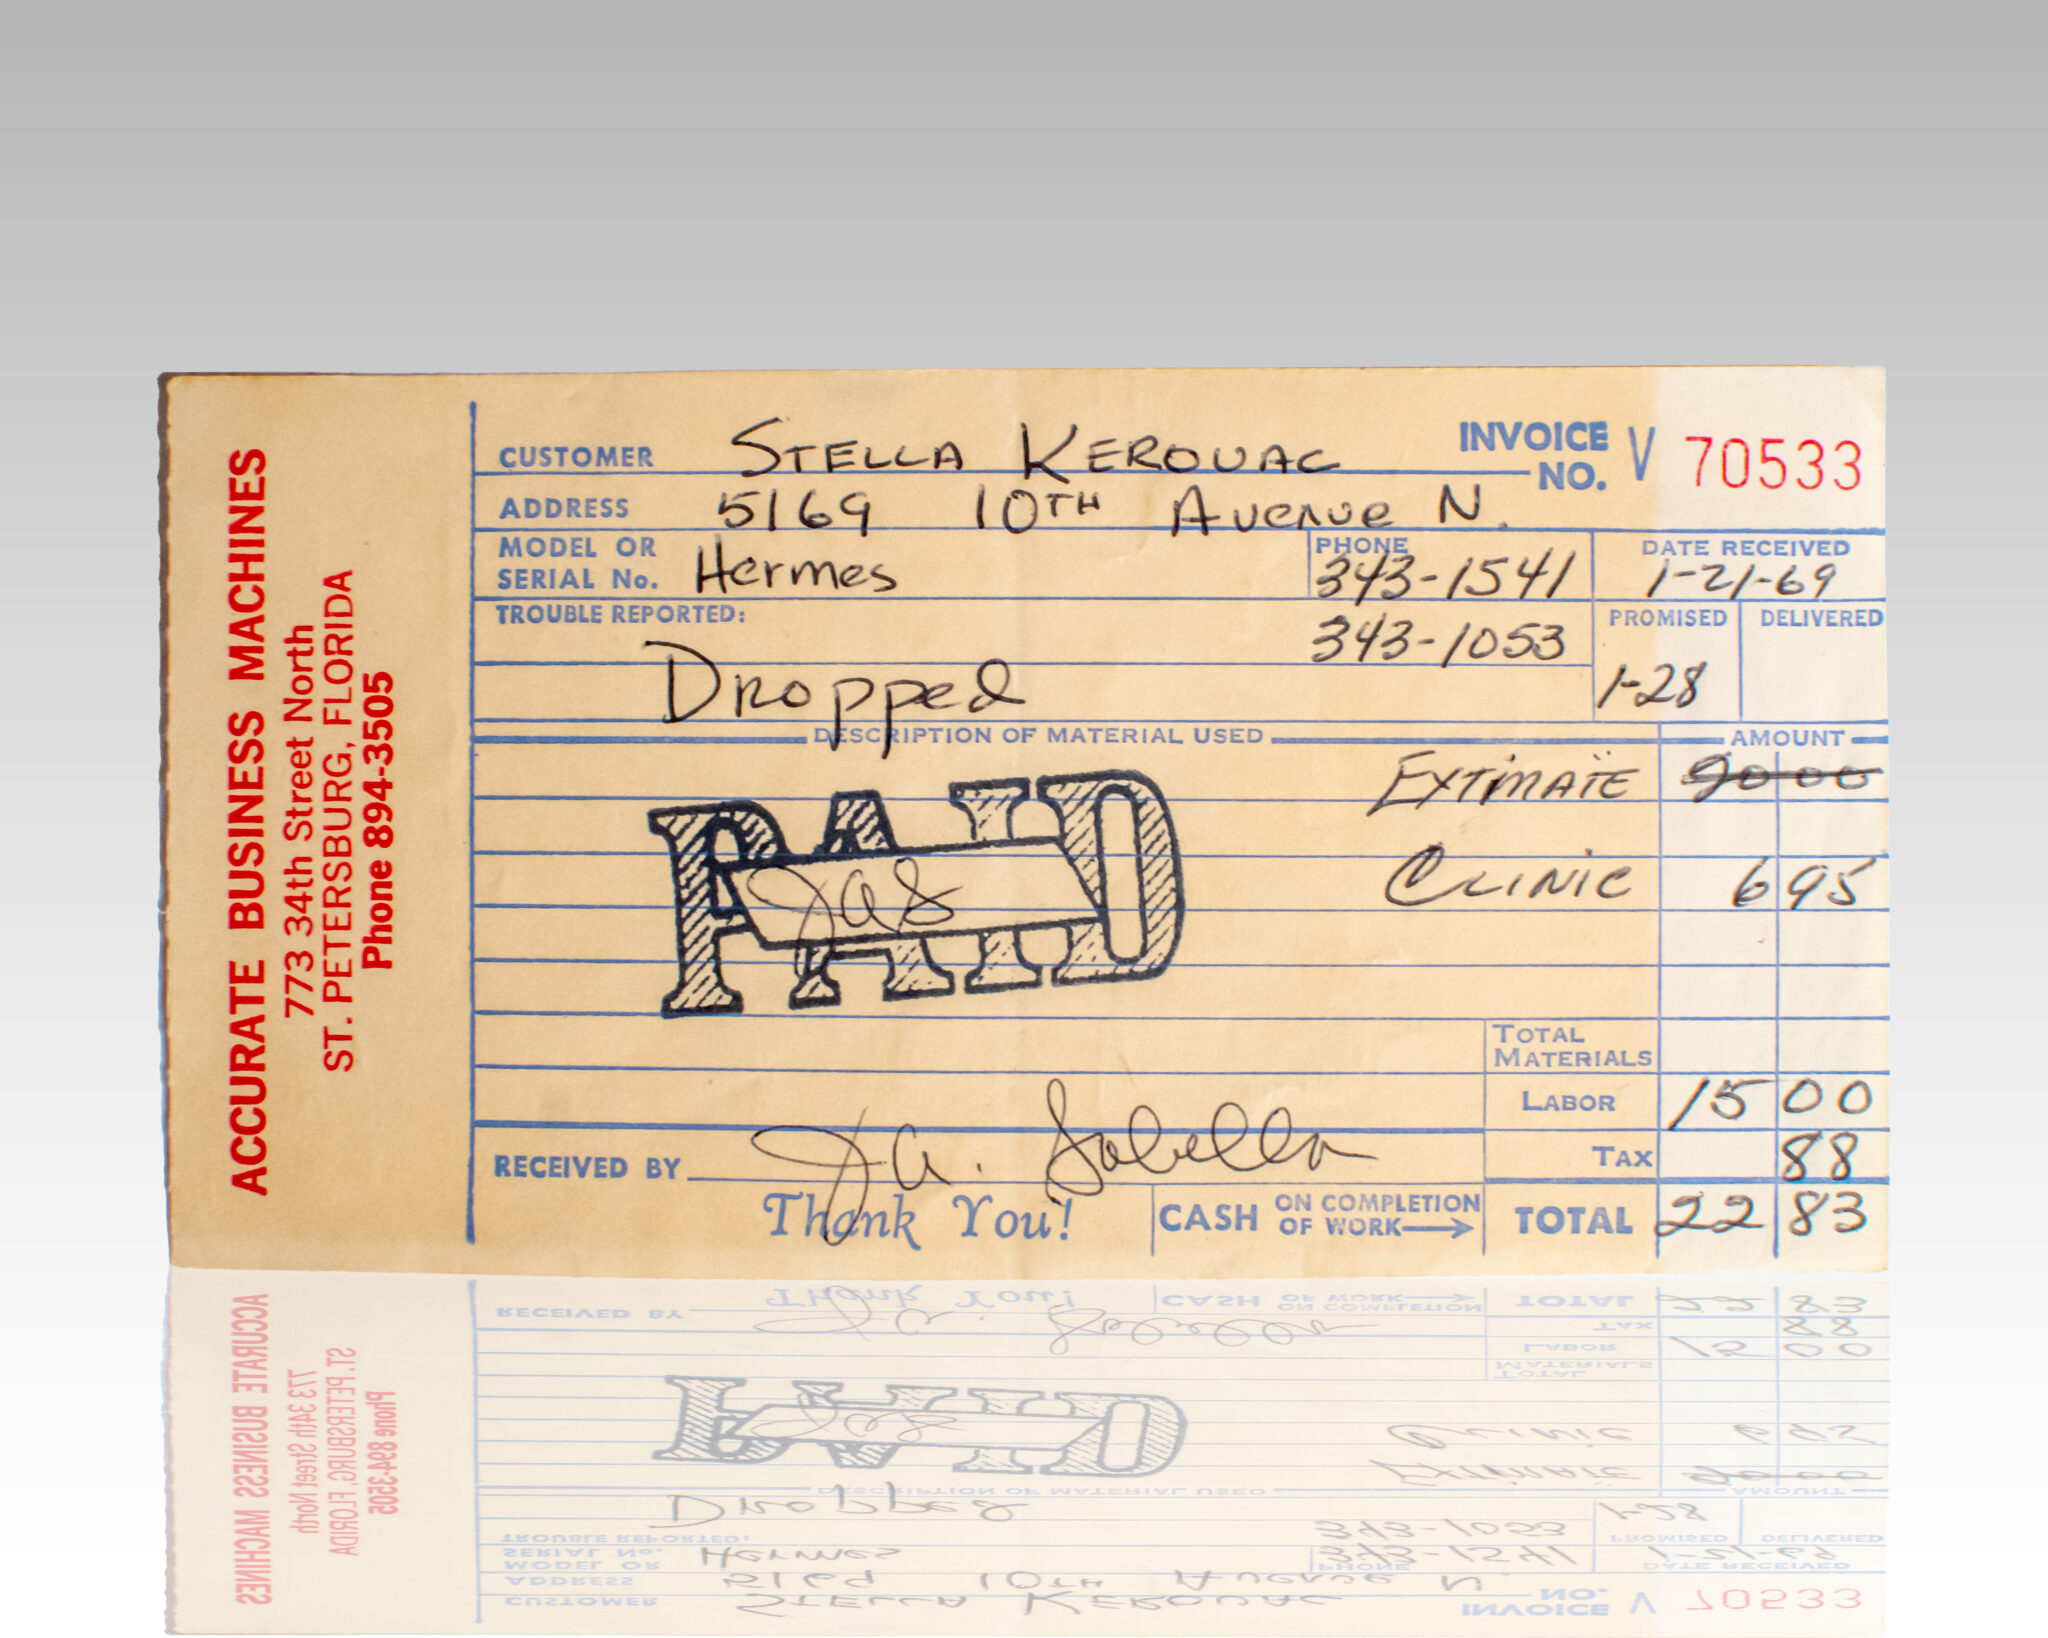 ACCURATE BUSINESS MACHINES
773 34th Street North
ST. PETERSBURG, FLORIDA
Phone 894-3505
CUSTOMER STELLA KEROUAC
INVOICE NO. V 70533
ADDRESS 5169 10TH Avenue N.
MODEL OR SERIAL No. Hermes
PHONE 343-1541
343-1053
DATE RECEIVED 1-21-69
TROUBLE REPORTED:
Dropped
PROMISED 1-28
DELIVERED
DESCRIPTION OF MATERIAL USED AMOUNT
EXTIMATE 20 00
CLINIC 6 95
PAID
JAS
TOTAL MATERIALS
LABOR 15 00
TAX 88
RECEIVED BY J A. Sabella
Thank You!
CASH ON COMPLETION OF WORK
TOTAL 22 83